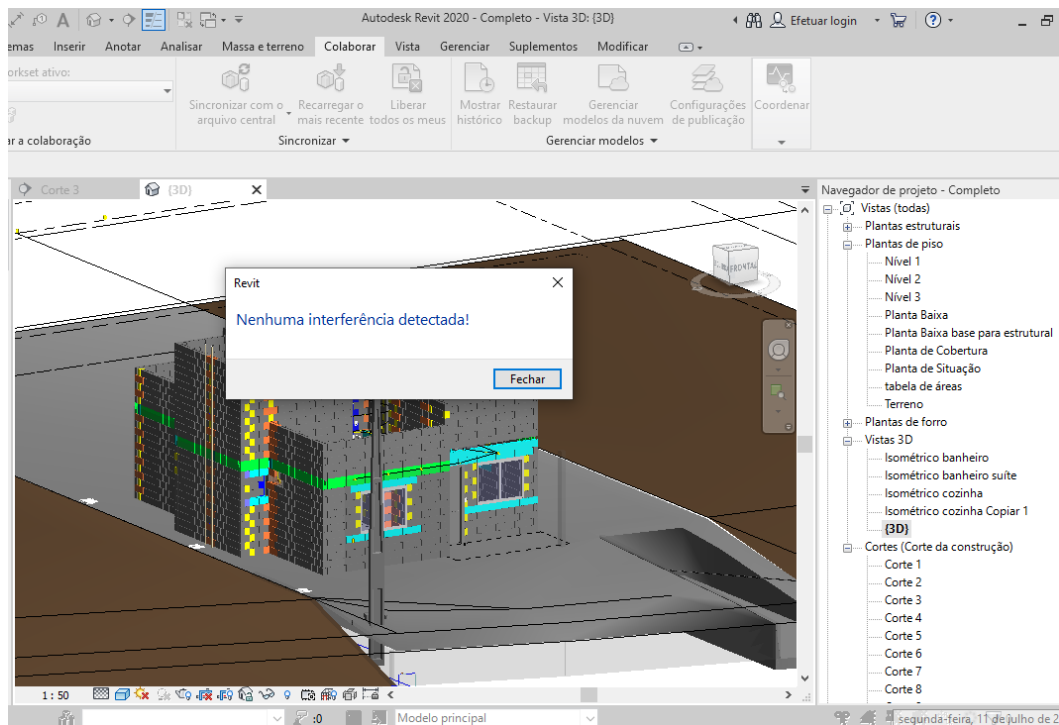 Autodesk Revit 2020 - Completo - Vista 3D: {3D}
Efetuar login
emas Inserir Anotar Analisar Massa e terreno Colaborar Vista Gerenciar Suplementos Modificar
orkset ativo:
Sincronizar com o arquivo central
Recarregar o mais recente
Liberar todos os meus
Mostrar histórico
Restaurar backup
Gerenciar modelos da nuvem
Configurações de publicação
Coordenar
ar a colaboração
Sincronizar
Gerenciar modelos
Corte 3
{3D}
Navegador de projeto - Completo
Vistas (todas)
Plantas estruturais
Plantas de piso
Nível 1
Nível 2
Nível 3
Planta Baixa
Planta Baixa base para estrutural
Planta de Cobertura
Planta de Situação
tabela de áreas
Terreno
Plantas de forro
Vistas 3D
Isométrico banheiro
Isométrico banheiro suíte
Isométrico cozinha
Isométrico cozinha Copiar 1
{3D}
Cortes (Corte da construção)
Corte 1
Corte 2
Corte 3
Corte 4
Corte 5
Corte 6
Corte 7
Corte 8
FRONTAL
Revit
Nenhuma interferência detectada!
Fechar
1 : 50
:0
Modelo principal
segunda-feira, 11 de julho de 2